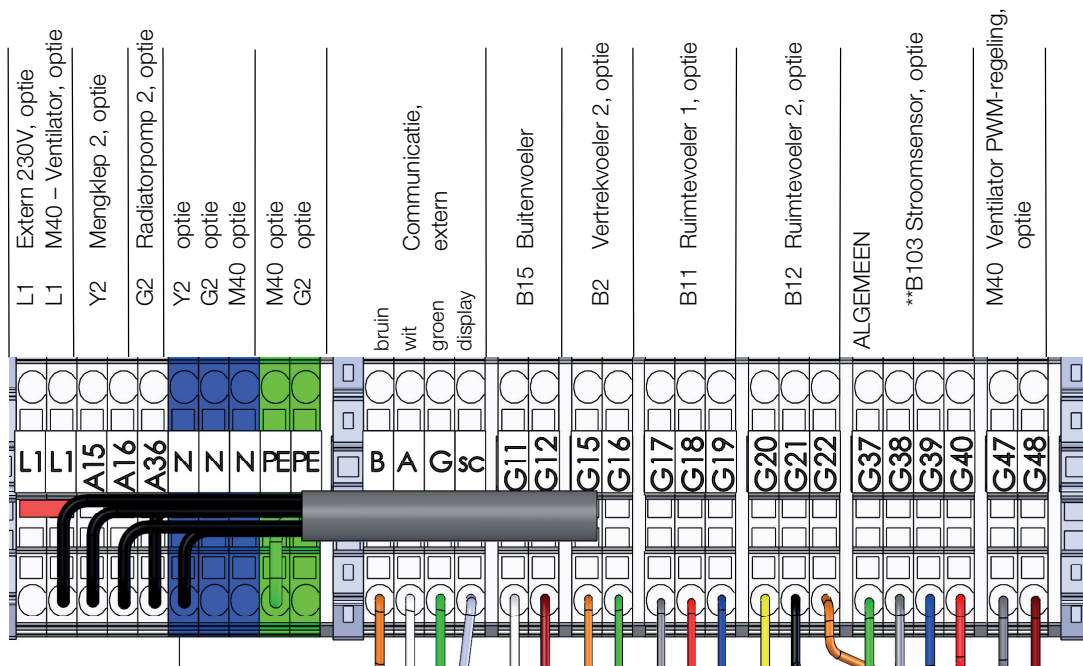 L1 Extern 230V, optie
L1 M40 – Ventilator, optie
Y2 Mengklep 2, optie
G2 Radiatorpomp 2, optie
Y2 optie
G2 optie
M40 optie
M40 optie
G2 optie
Communicatie,
extern
bruin
wit
groen
display
B15 Buitenvoeler
B2 Vertrekvoeler 2, optie
B11 Ruimtevoeler 1, optie
B12 Ruimtevoeler 2, optie
ALGEMEEN
**B103 Stroomsensor, optie
M40 Ventilator PWM-regeling,
optie
L1 L1 A15 A16 A36 N N N PE PE B A G SC G11 G12 G15 G16 G17 G18 G19 G20 G21 G22 G37 G38 G39 G40 G47 G48